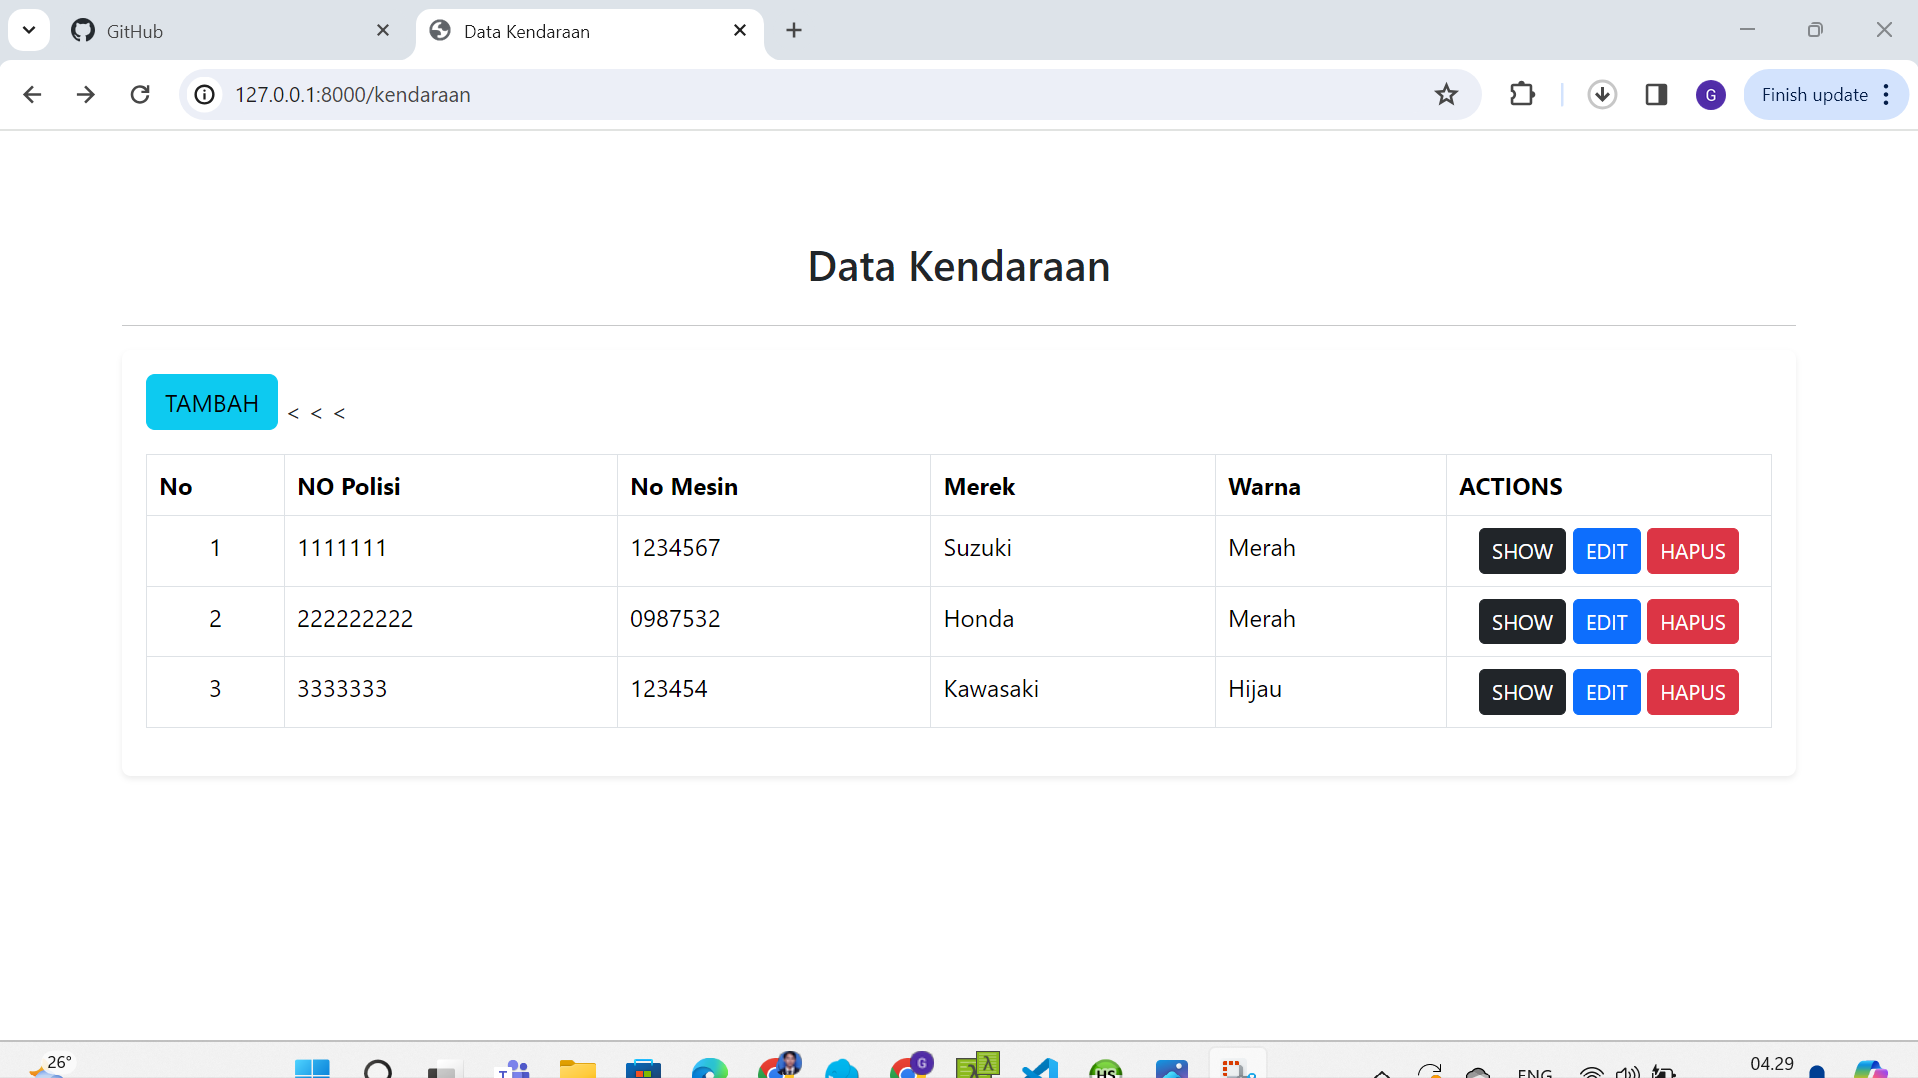 GitHub
Data Kendaraan
127.0.0.1:8000/kendaraan
G
Finish update
Data Kendaraan
TAMBAH < < <
No NO Polisi No Mesin Merek Warna ACTIONS
1 1111111 1234567 Suzuki Merah SHOW EDIT HAPUS
2 222222222 0987532 Honda Merah SHOW EDIT HAPUS
3 3333333 123454 Kawasaki Hijau SHOW EDIT HAPUS
26°
T
G
λ λ
HS
ENG
04.29